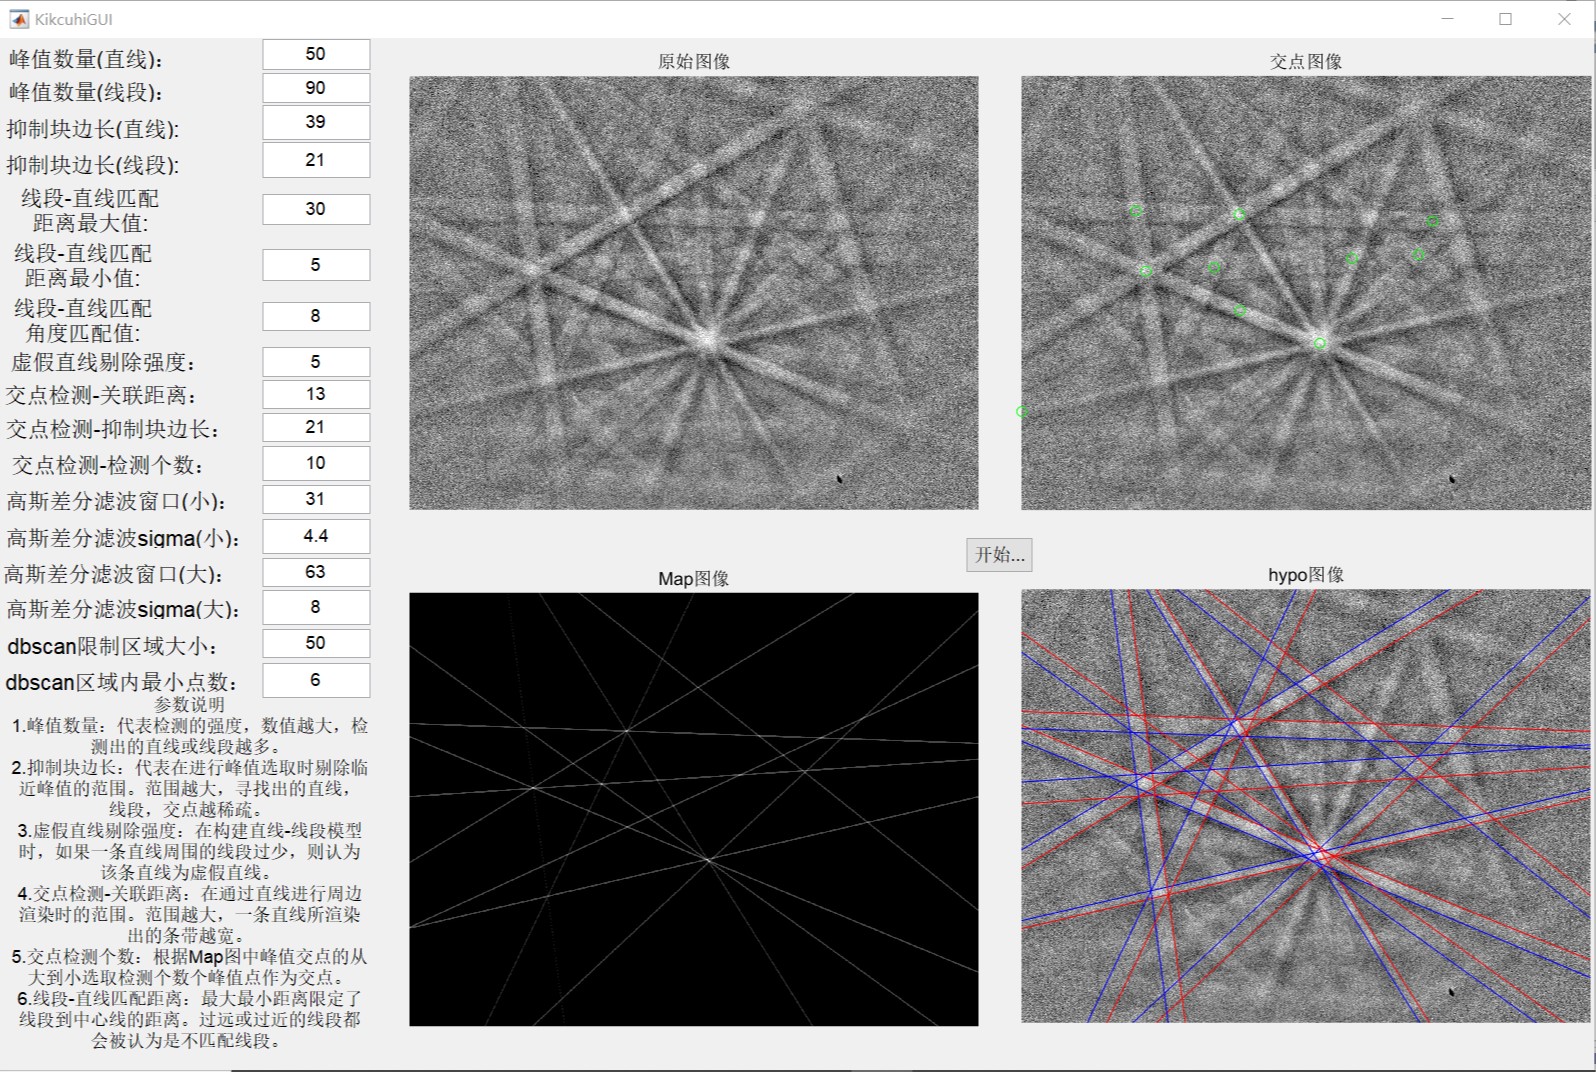 KikcuhiGUI
峰值数量(直线): 50
峰值数量(线段): 90
抑制块边长(直线): 39
抑制块边长(线段): 21
线段-直线匹配
距离最大值: 30
线段-直线匹配
距离最小值: 5
线段-直线匹配
角度匹配值: 8
虚假直线剔除强度: 5
交点检测-关联距离: 13
交点检测-抑制块边长: 21
交点检测-检测个数: 10
高斯差分滤波窗口(小): 31
高斯差分滤波sigma(小): 4.4
高斯差分滤波窗口(大): 63
高斯差分滤波sigma(大): 8
dbscan限制区域大小: 50
dbscan区域内最小点数: 6
参数说明
1.峰值数量：代表检测的强度，数值越大，检
测出的直线或线段越多。
2.抑制块边长：代表在进行峰值选取时剔除临
近峰值的范围。范围越大，寻找出的直线，
线段，交点越稀疏。
3.虚假直线剔除强度：在构建直线-线段模型
时，如果一条直线周围的线段过少，则认为
该条直线为虚假直线。
4.交点检测-关联距离：在通过直线进行周边
渲染时的范围。范围越大，一条直线所渲染
出的条带越宽。
5.交点检测个数：根据Map图中峰值交点的从
大到小选取检测个数个峰值点作为交点。
6.线段-直线匹配距离：最大最小距离限定了
线段到中心线的距离。过远或过近的线段都
会被认为是不匹配线段。
原始图像
交点图像
开始...
Map图像
hypo图像